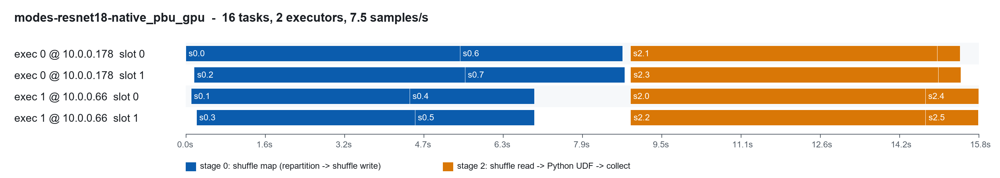 modes-resnet18-native_pbu_gpu - 16 tasks, 2 executors, 7.5 samples/s
exec 0 @ 10.0.0.178 slot 0
s0.0
s0.6
s2.1
exec 0 @ 10.0.0.178 slot 1
s0.2
s0.7
s2.3
exec 1 @ 10.0.0.66 slot 0
s0.1
s0.4
s2.0
s2.4
exec 1 @ 10.0.0.66 slot 1
s0.3
s0.5
s2.2
s2.5
0.0s 1.6s 3.2s 4.7s 6.3s 7.9s 9.5s 11.1s 12.6s 14.2s 15.8s
stage 0: shuffle map (repartition -> shuffle write)
stage 2: shuffle read -> Python UDF -> collect